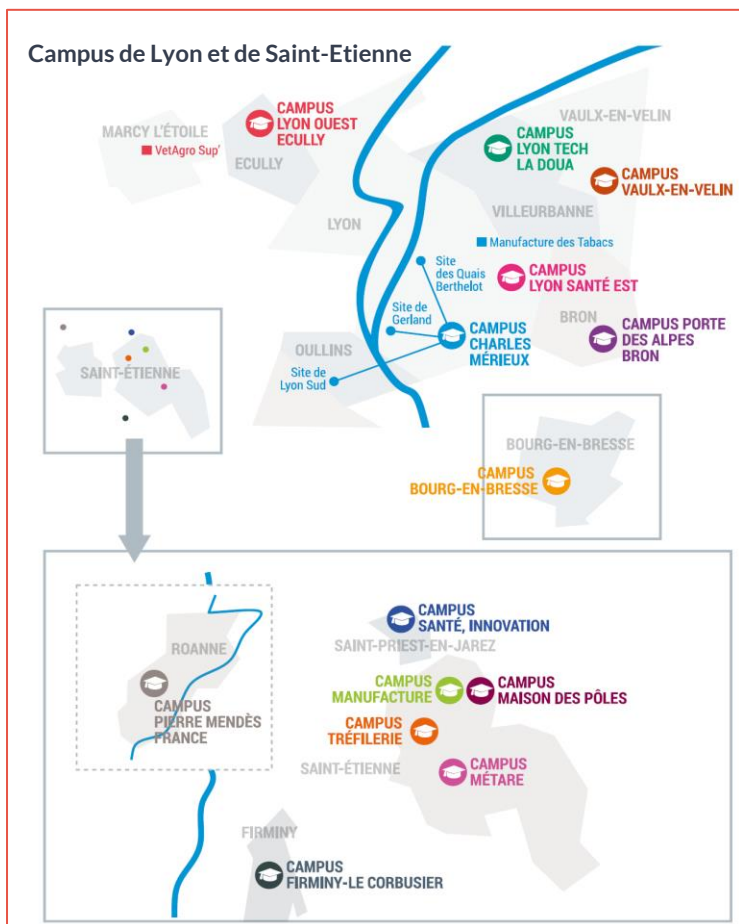 Campus de Lyon et de Saint-Etienne
MARCY L'ÉTOILE
VetAgro Sup'
CAMPUS
LYON OUEST
ECULLY
ECULLY
LYON
VAULX-EN-VELIN
CAMPUS
LYON TECH
LA DOUA
CAMPUS
VAULX-EN-VELIN
VILLEURBANNE
Manufacture des Tabacs
Site
des Quais
Berthelot
CAMPUS
LYON SANTÉ EST
Site de
Gerland
CAMPUS
CHARLES
MÉRIEUX
BRON
CAMPUS PORTE
DES ALPES
BRON
OULLINS
Site de
Lyon Sud
SAINT-ÉTIENNE
BOURG-EN-BRESSE
CAMPUS
BOURG-EN-BRESSE
ROANNE
CAMPUS
PIERRE MENDÈS
FRANCE
CAMPUS
SANTÉ, INNOVATION
SAINT-PRIEST-EN-JAREZ
CAMPUS
MANUFACTURE
CAMPUS
MAISON DES PÔLES
CAMPUS
TRÉFILERIE
SAINT-ÉTIENNE
CAMPUS
MÉTARE
FIRMINY
CAMPUS
FIRMINY-LE CORBUSIER